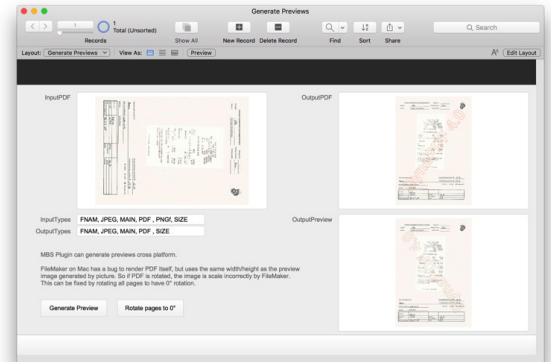 Generate Previews
1
1
Total (Unsorted)
Records
Show All
New Record
Delete Record
Find
Sort
Share
Search
Layout:
Generate Previews
View As:
Preview
Edit Layout
InputPDF
OutputPDF
InputTypes
FNAM, JPEG, MAIN, PDF , PNGf, SIZE
OutputTypes
FNAM, JPEG, MAIN, PDF , SIZE
OutputPreview
MBS Plugin can generate previews cross platform.
FileMaker on Mac has a bug to render PDF itself, but uses the same width/height as the preview
image generated by picture. So if PDF is rotated, the image is scale incorrectly by FileMaker.
This can be fixed by rotating all pages to have 0° rotation.
Generate Preview
Rotate pages to 0°